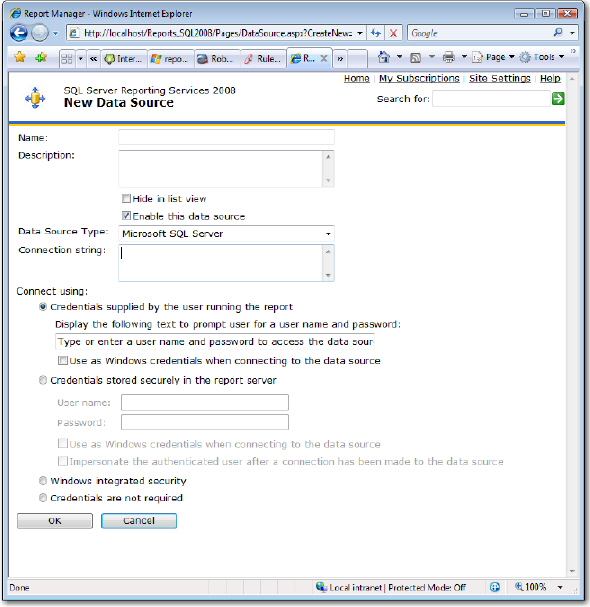 Report Manager - Windows Internet Explorer
http://localhost/Reports_SQL2008/Pages/DataSource.aspx?CreateNew=
Google
Inter... repo... Rob... Rule... R...
Page Tools
Home | My Subscriptions | Site Settings | Help
SQL Server Reporting Services 2008
New Data Source
Search for:
Name:
Description:
Hide in list view
Enable this data source
Data Source Type: Microsoft SQL Server
Connection string:
Connect using:
Credentials supplied by the user running the report
Display the following text to prompt user for a user name and password:
Type or enter a user name and password to access the data sour
Use as Windows credentials when connecting to the data source
Credentials stored securely in the report server
User name:
Password:
Use as Windows credentials when connecting to the data source
Impersonate the authenticated user after a connection has been made to the data source
Windows integrated security
Credentials are not required
OK Cancel
Done Local intranet | Protected Mode: Off 100%